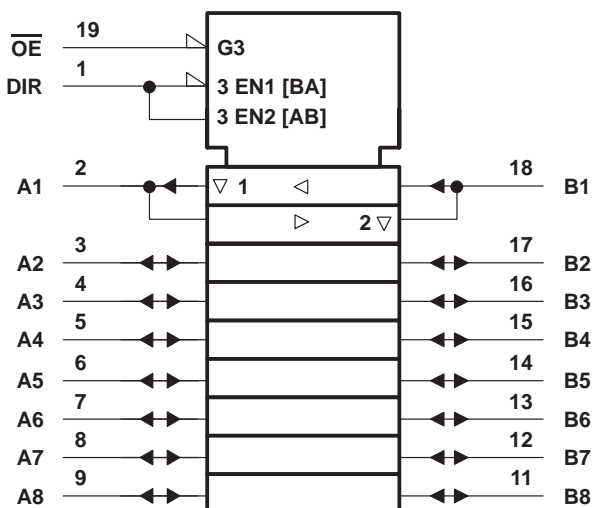 OE 19 G3
DIR 1 3 EN1 [BA]
3 EN2 [AB]
A1 2 ▽ 1 ◁ 18 B1
▷ 2 ▽
A2 3 17 B2
A3 4 16 B3
A4 5 15 B4
A5 6 14 B5
A6 7 13 B6
A7 8 12 B7
A8 9 11 B8